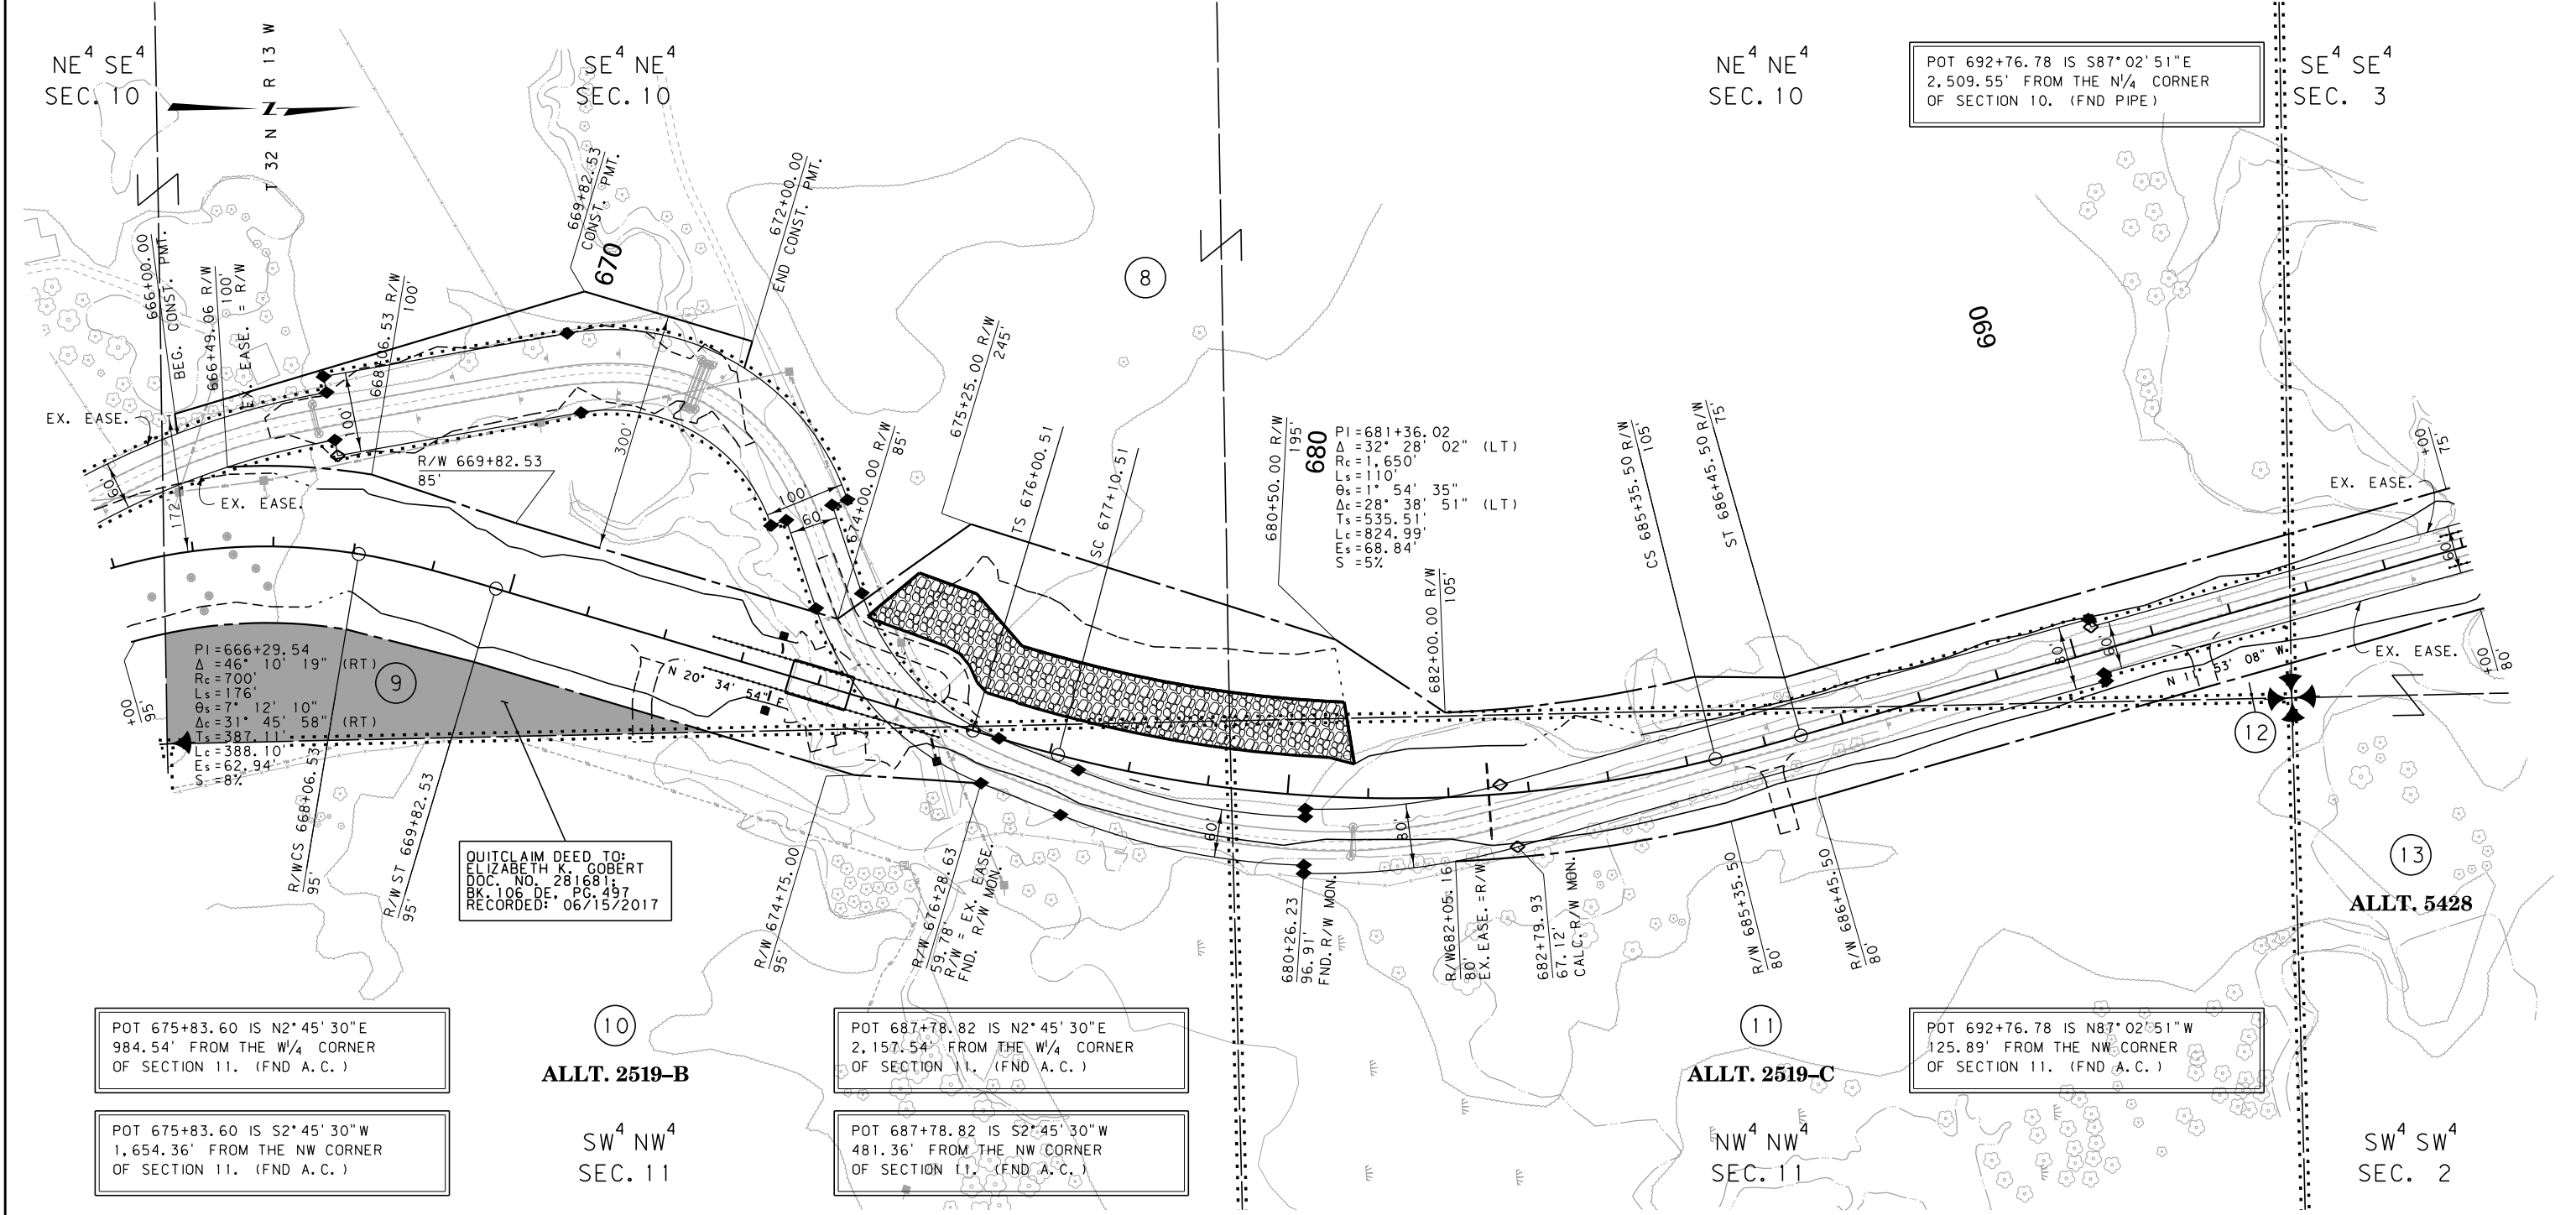 NE⁴ SE⁴
SEC. 10
T 32 N R 13 W
N
SE⁴ NE⁴
SEC. 10
NE⁴ NE⁴
SEC. 10
POT 692+76.78 IS S87°02'51"E
2,509.55' FROM THE N¼ CORNER
OF SECTION 10. (FND PIPE)
SE⁴ SE⁴
SEC. 3
666+00.00
BEG. CONST. PMT.
666+49.06 R/W
100'
EX. EASE. = R/W
668+06.53 R/W
100'
669+82.53
CONST. PMT.
670
672+00.00
END CONST. PMT.
8
EX. EASE.
60'
172'
EX. EASE.
100'
R/W 669+82.53
85'
300'
100'
60'
674+00.00 R/W
85'
675+25.00 R/W
245'
TS 676+00.51
SC 677+10.51
680+50.00 R/W
195'
680
PI=681+36.02
Δ =32° 28' 02" (LT)
Rc=1,650'
Ls=110'
θs=1° 54' 35"
Δc=28° 38' 51" (LT)
Ts=535.51'
Lc=824.99'
Es=68.84'
S =5%
682+00.00 R/W
105'
CS 685+35.50 R/W
105'
ST 686+45.50 R/W
75'
690
+00
75'
EX. EASE.
60'
80'
60'
N 11° 53' 08" W
EX. EASE.
+00
80'
12
+00
95'
PI=666+29.54
Δ =46° 10' 19" (RT)
Rc=700'
Ls=176'
θs=7° 12' 10"
Δc=31° 45' 58" (RT)
Ts=387.11'
Lc=388.10'
Es=62.94'
S =8%
9
N 20° 34' 54" E
R/W CS 668+06.53
95'
R/W ST 669+82.53
95'
QUITCLAIM DEED TO:
ELIZABETH K. GOBERT
DOC. NO. 281681;
BK.106 DE, PG.497
RECORDED: 06/15/2017
R/W 674+75.00
95'
R/W 676+28.63
59.78'
R/W = EX. EASE.
FND. R/W MON.
80'
80'
680+26.23
96.91'
FND. R/W MON.
R/W682+05.16
80'
EX. EASE.=R/W
682+79.93
67.12'
CALC. R/W MON.
R/W 685+35.50
80'
R/W 686+45.50
80'
13
ALLT. 5428
POT 675+83.60 IS N2°45'30"E
984.54' FROM THE W¼ CORNER
OF SECTION 11. (FND A.C.)
10
ALLT. 2519–B
POT 687+78.82 IS N2°45'30"E
2,157.54' FROM THE W¼ CORNER
OF SECTION 11. (FND A.C.)
11
ALLT. 2519–C
POT 692+76.78 IS N87°02'51"W
125.89' FROM THE NW CORNER
OF SECTION 11. (FND A.C.)
POT 675+83.60 IS S2°45'30"W
1,654.36' FROM THE NW CORNER
OF SECTION 11. (FND A.C.)
SW⁴ NW⁴
SEC. 11
POT 687+78.82 IS S2°45'30"W
481.36' FROM THE NW CORNER
OF SECTION 11. (FND A.C.)
NW⁴ NW⁴
SEC. 11
SW⁴ SW⁴
SEC. 2